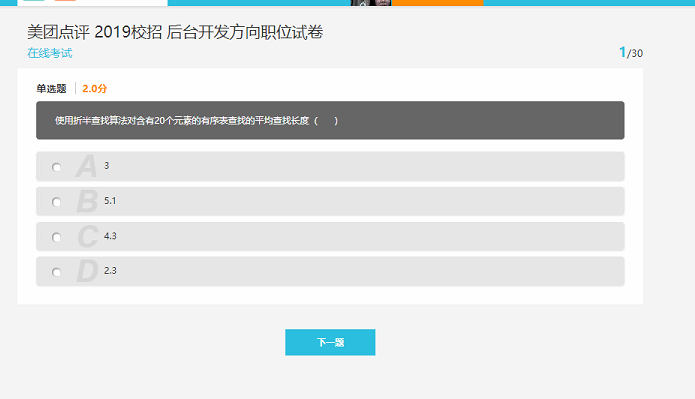 美团点评 2019校招 后台开发方向职位试卷
在线考试
1/30
单选题 2.0分
使用折半查找算法对含有20个元素的有序表查找的平均查找长度（ ）
A 3
B 5.1
C 4.3
D 2.3
下一题